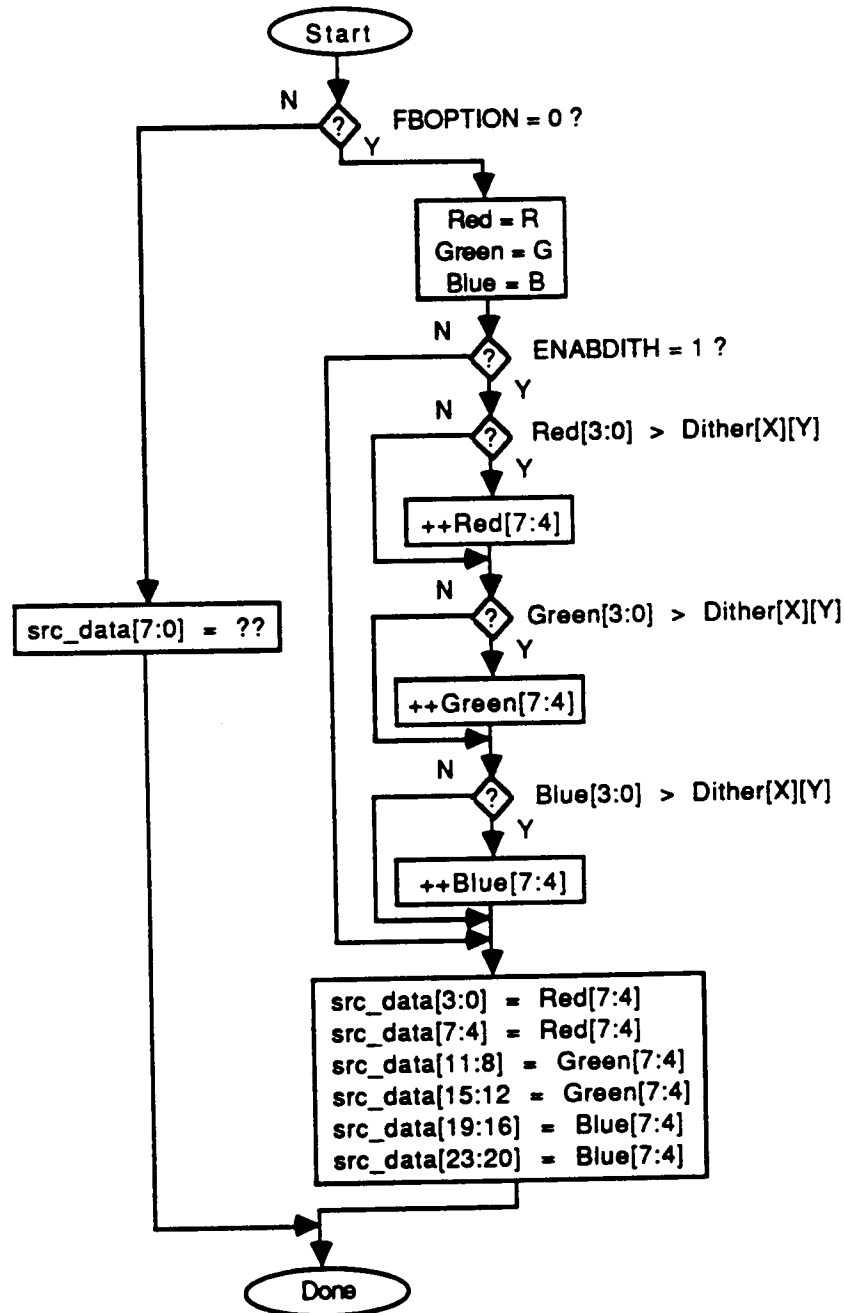 Start
N
? FBOPTION = 0 ?
Y
Red = R
Green = G
Blue = B
N
? ENABDITH = 1 ?
Y
N
? Red[3:0] > Dither[X][Y]
Y
++Red[7:4]
N
? Green[3:0] > Dither[X][Y]
src_data[7:0] = ??
Y
++Green[7:4]
N
? Blue[3:0] > Dither[X][Y]
Y
++Blue[7:4]
src_data[3:0] = Red[7:4]
src_data[7:4] = Red[7:4]
src_data[11:8] = Green[7:4]
src_data[15:12 = Green[7:4]
src_data[19:16] = Blue[7:4]
src_data[23:20] = Blue[7:4]
Done